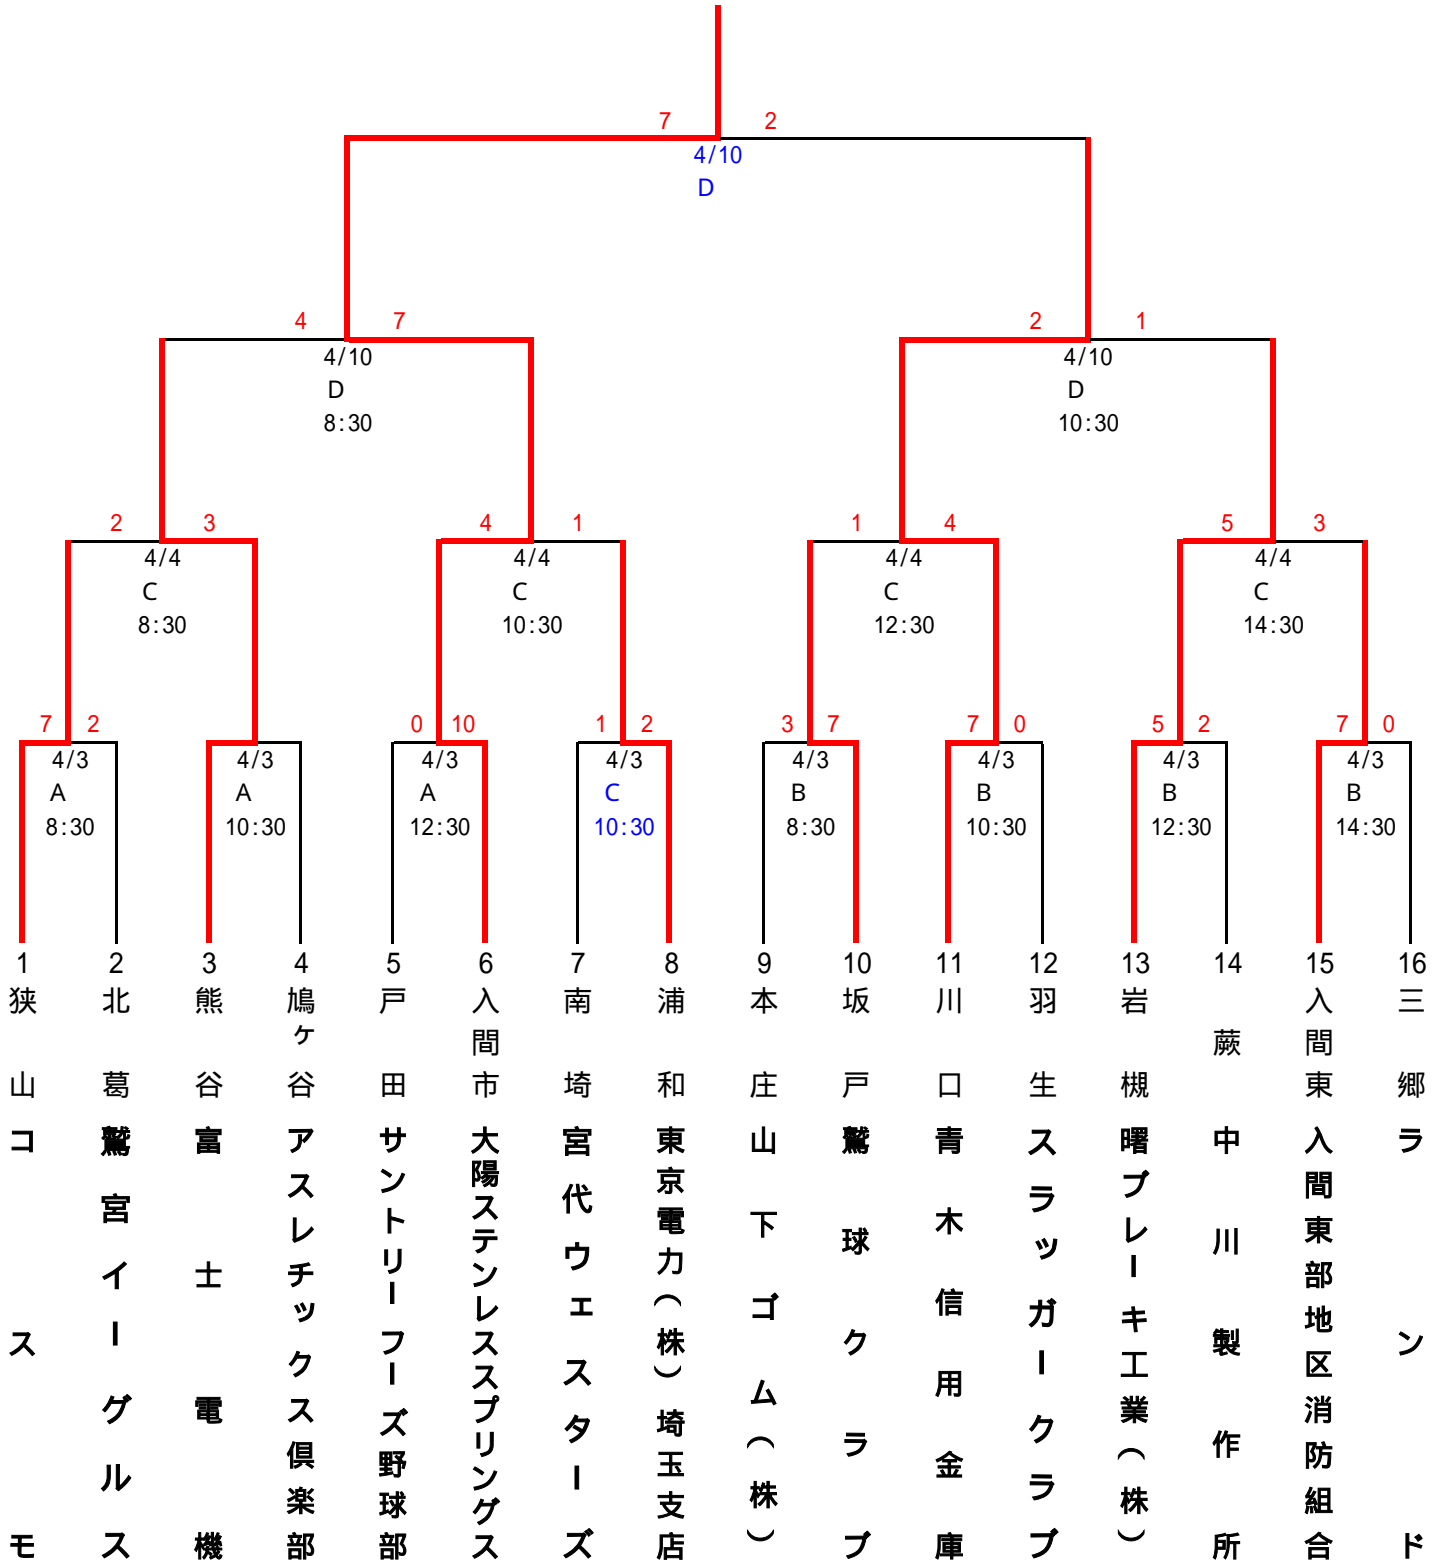 7 2
4/10
D
4 7 2 1
4/10 4/10
D D
8:30 10:30
2 3 4 1 1 4 5 3
4/4 4/4 4/4 4/4
C C C C
8:30 10:30 12:30 14:30
7 2 0 10 1 2 3 7 7 0 5 2 7 0
4/3 4/3 4/3 4/3 4/3 4/3 4/3 4/3
A A A C B B B B
8:30 10:30 12:30 10:30 8:30 10:30 12:30 14:30
1 2 3 4 5 6 7 8 9 10 11 12 13 14 15 16
狭山
コスモ
北葛
鷲宮イーグルス
熊谷
富士電機
鳩ヶ谷
アスレチックス倶楽部
戸田
サントリーフーズ野球部
入間市
大陽ステンレススプリングス
南埼
宮代ウェスターズ
浦和
東京電力(株)埼玉支店
本庄
山下ゴム(株)
坂戸
鷲球クラブ
川口
青木信用金庫
羽生
スラッガークラブ
岩槻
曙ブレーキ工業(株)
蕨
中川製作所
入間東
入間東部地区消防組合
三郷
ランド